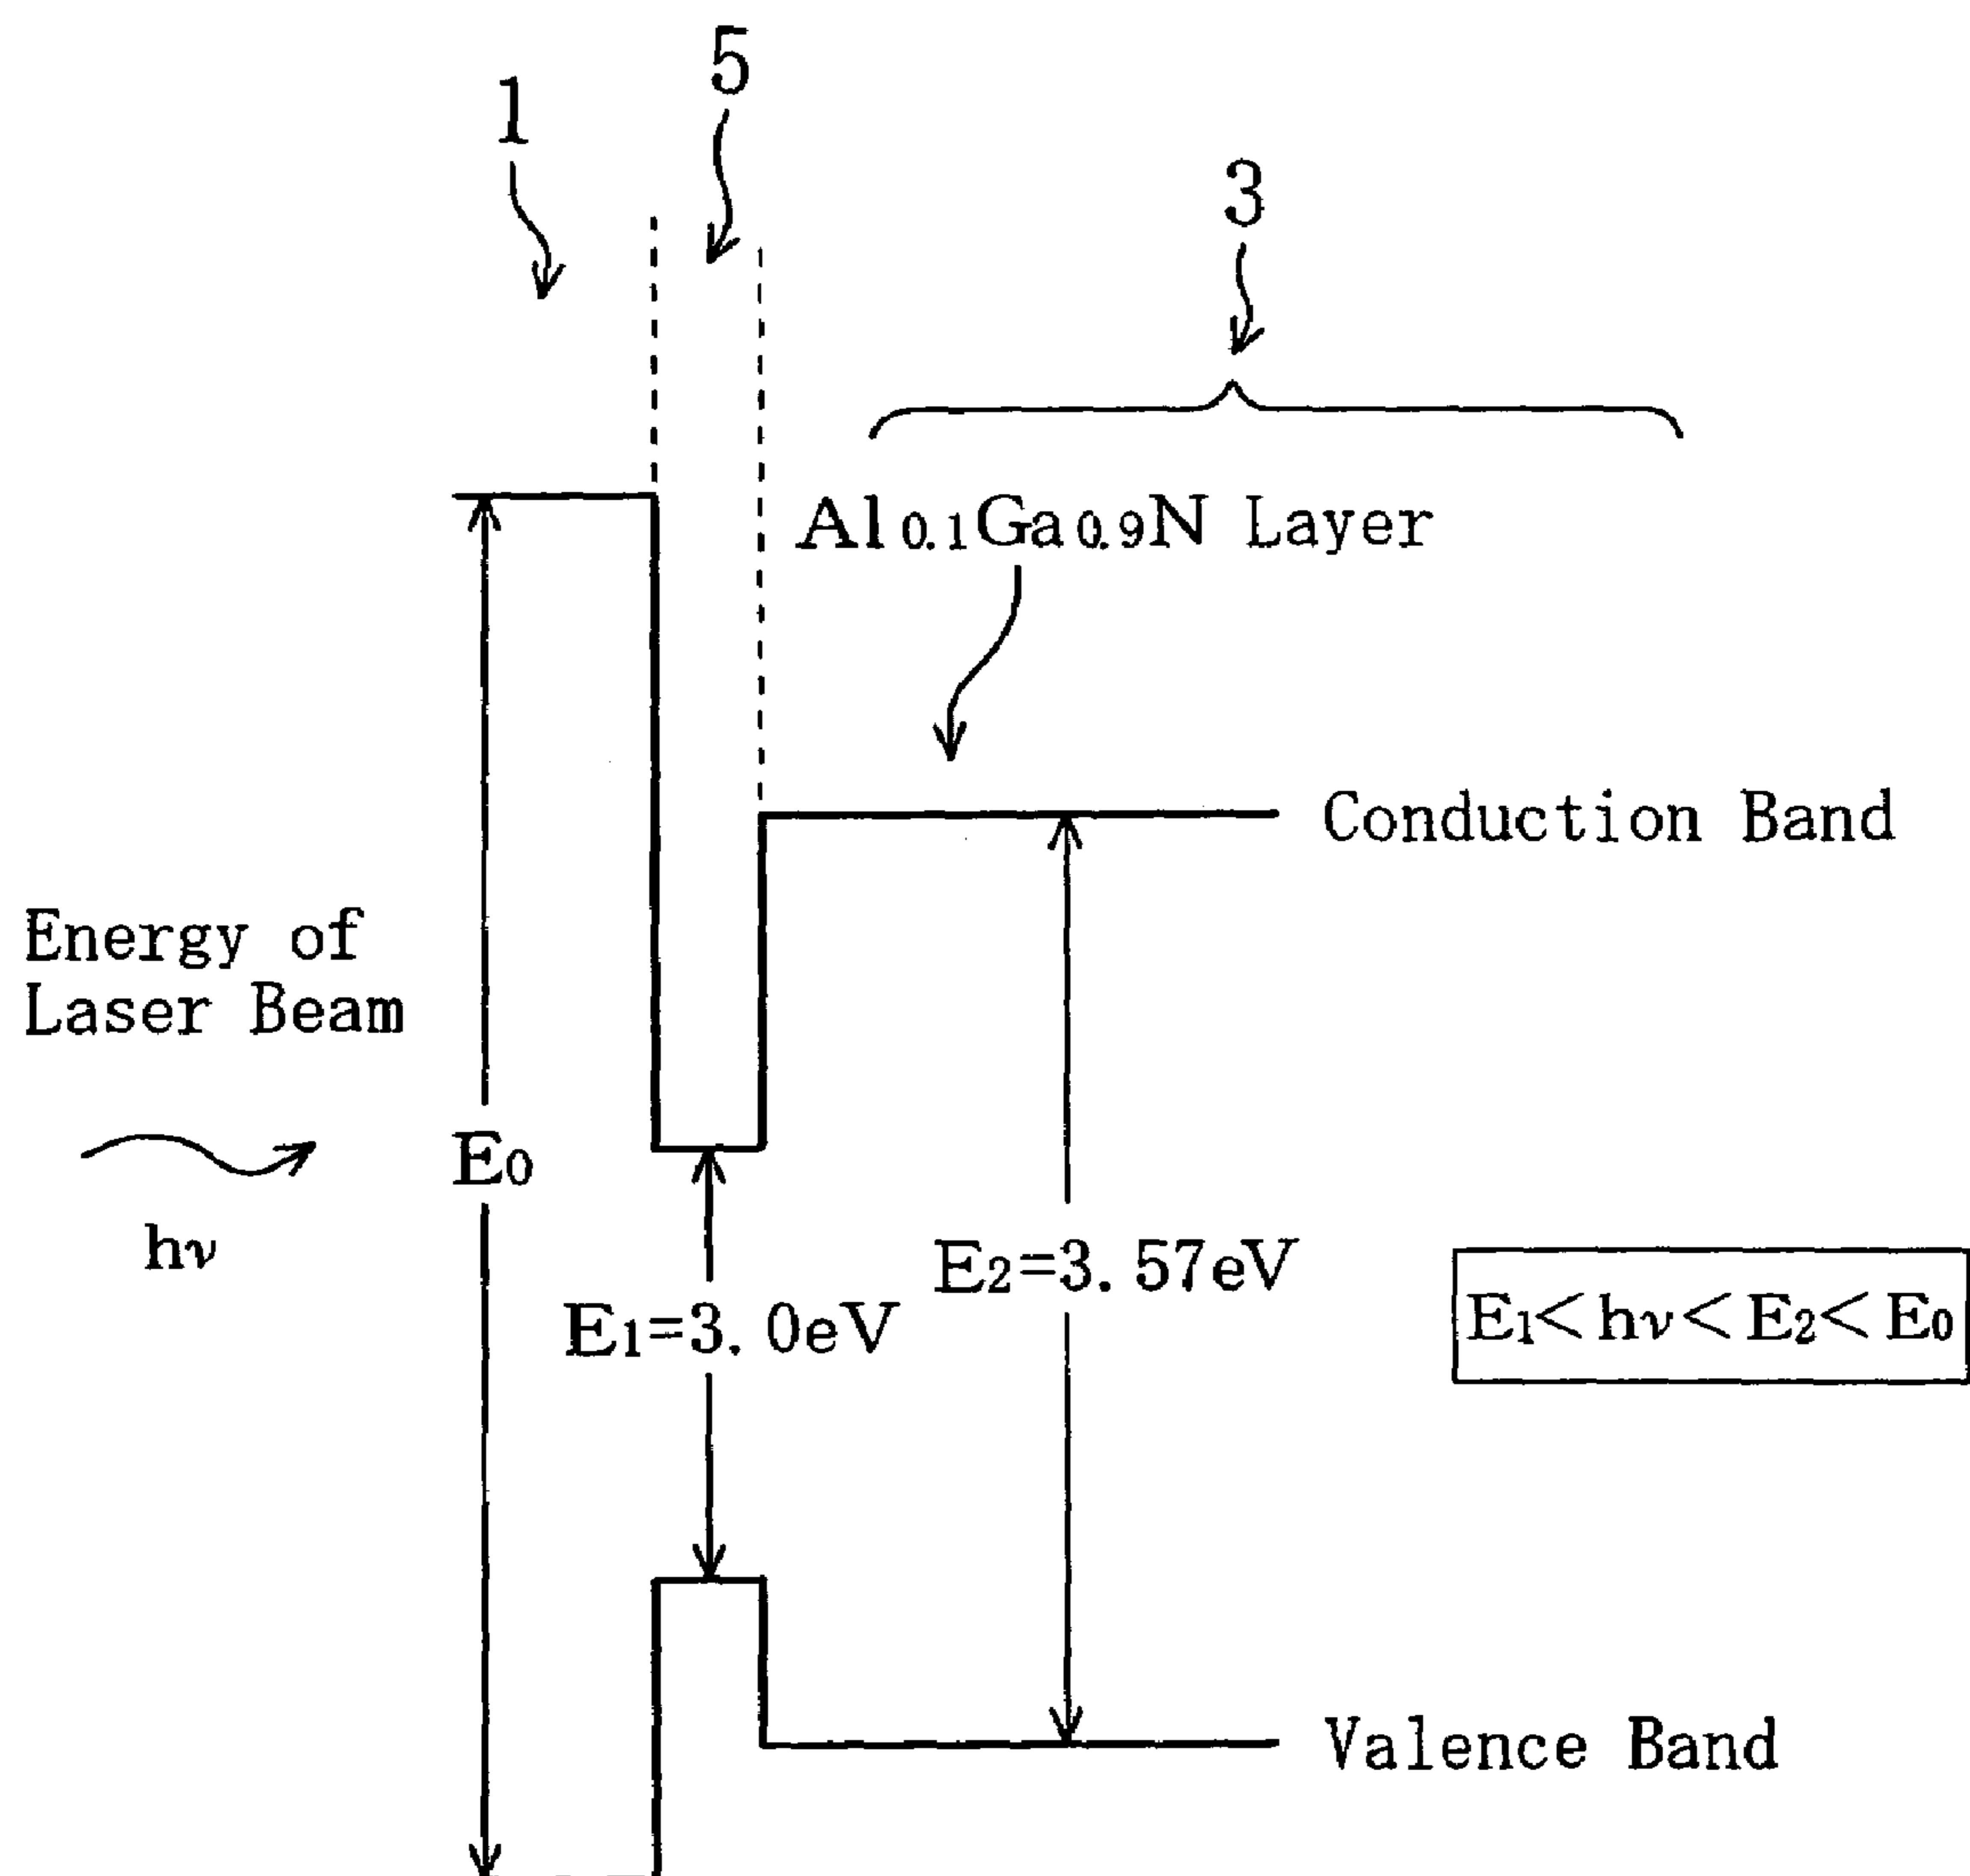 5
1
3
Al0.1Ga0.9N Layer
Conduction Band
Energy of
Laser Beam
E0
hν
E2=3.57eV
E1=3.0eV
E1<hν<E2<E0
Valence Band